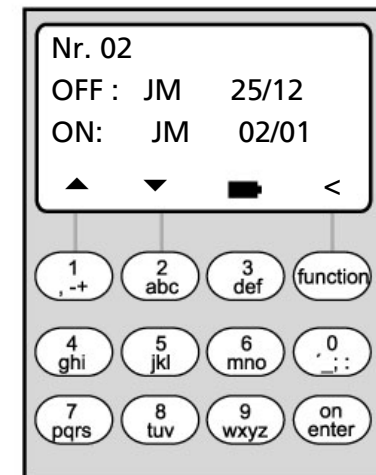 Nr. 02
OFF : JM 25/12
ON: JM 02/01
<
1 2 3 function
, -+ abc def
4 5 6 0
ghi jkl mno ´_; :
7 8 9 on
pqrs tuv wxyz enter